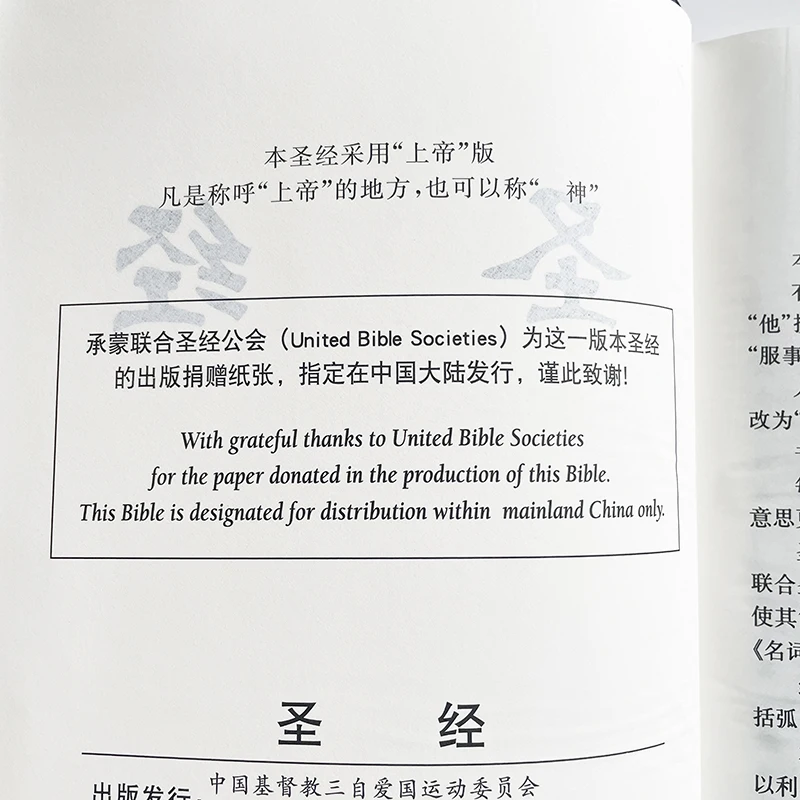 本圣经采用“上帝”版
凡是称呼“上帝”的地方，也可以称“ 神”
承蒙联合圣经公会（United Bible Societies）为这一版本圣经
的出版捐赠纸张，指定在中国大陆发行，谨此致谢！
With grateful thanks to United Bible Societies
for the paper donated in the production of this Bible.
This Bible is designated for distribution within mainland China only.
圣 经
出版发行：中国基督教三自爱国运动委员会
“他”
“服事
改为“
意思
联合
使其
《名词
括弧
以利